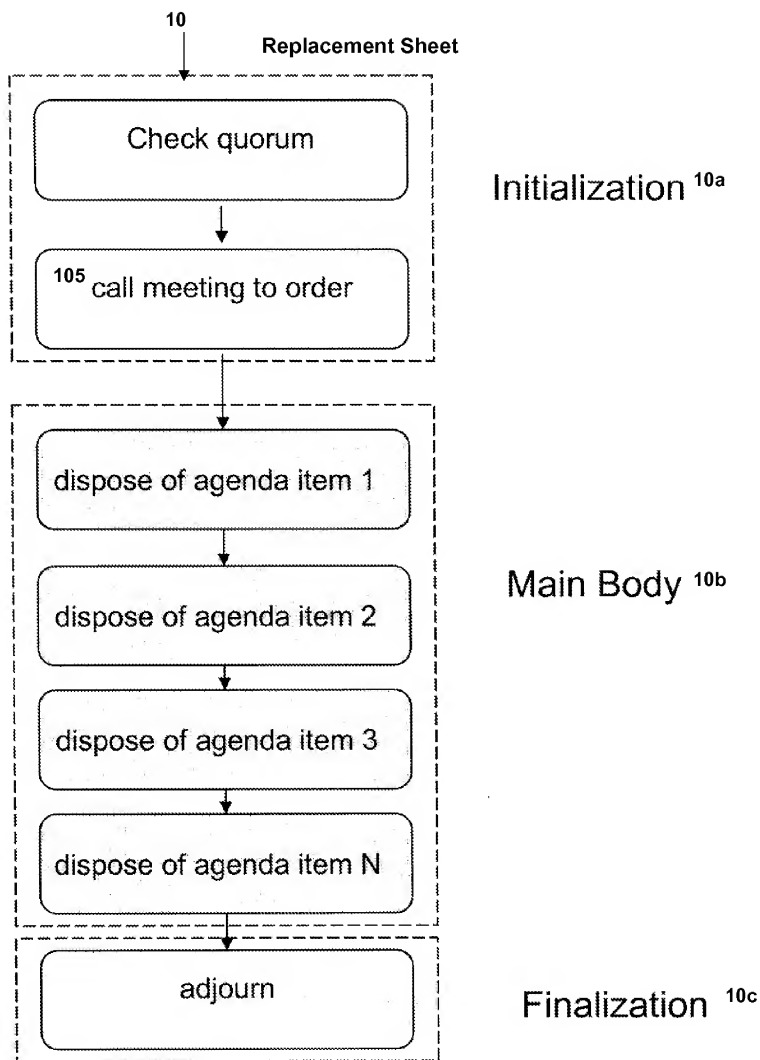 10
Replacement Sheet
Check quorum
Initialization 10a
105 call meeting to order
dispose of agenda item 1
dispose of agenda item 2
Main Body 10b
dispose of agenda item 3
dispose of agenda item N
adjourn
Finalization 10c